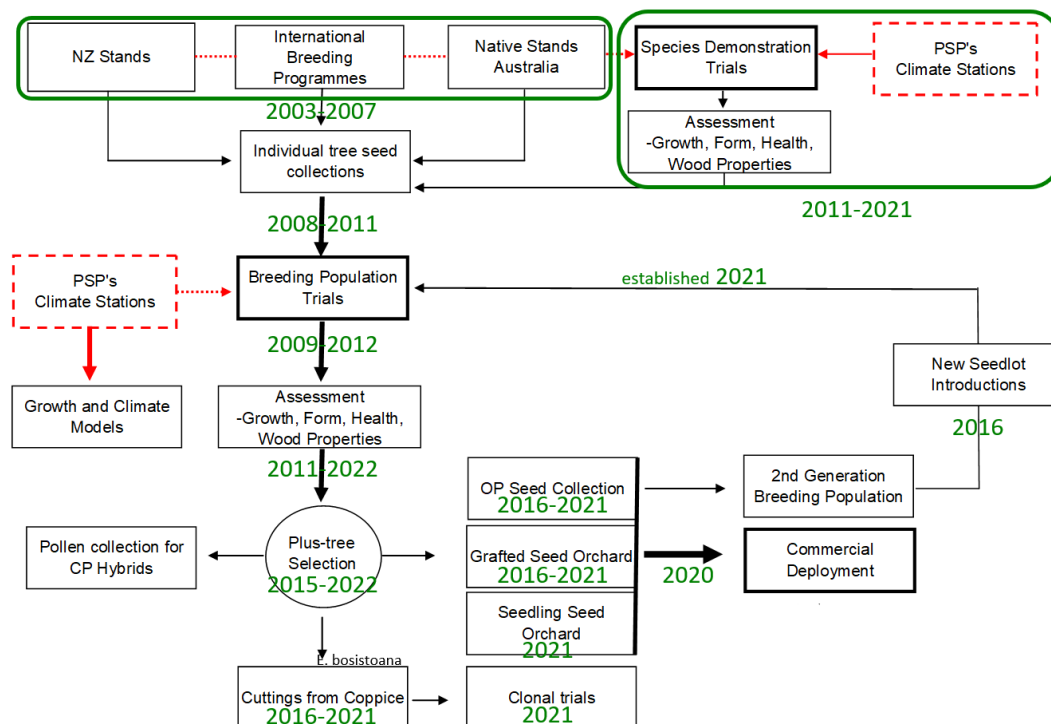 NZ Stands
International
Breeding
Programmes
Native Stands
Australia
Species Demonstration
Trials
PSP's
Climate Stations
2003-2007
Assessment
-Growth, Form, Health,
Wood Properties
Individual tree seed
collections
2011-2021
2008-2011
PSP's
Climate Stations
Breeding Population
Trials
established 2021
2009-2012
New Seedlot
Introductions
Growth and Climate
Models
Assessment
-Growth, Form, Health,
Wood Properties
2016
2011-2022
OP Seed Collection
2016-2021
2nd Generation
Breeding Population
Pollen collection for
CP Hybrids
Plus-tree
Selection
2015-2022
Grafted Seed Orchard
2016-2021
2020
Commercial
Deployment
Seedling Seed
Orchard
2021
E. bosistoana
Cuttings from Coppice
2016-2021
Clonal trials
2021